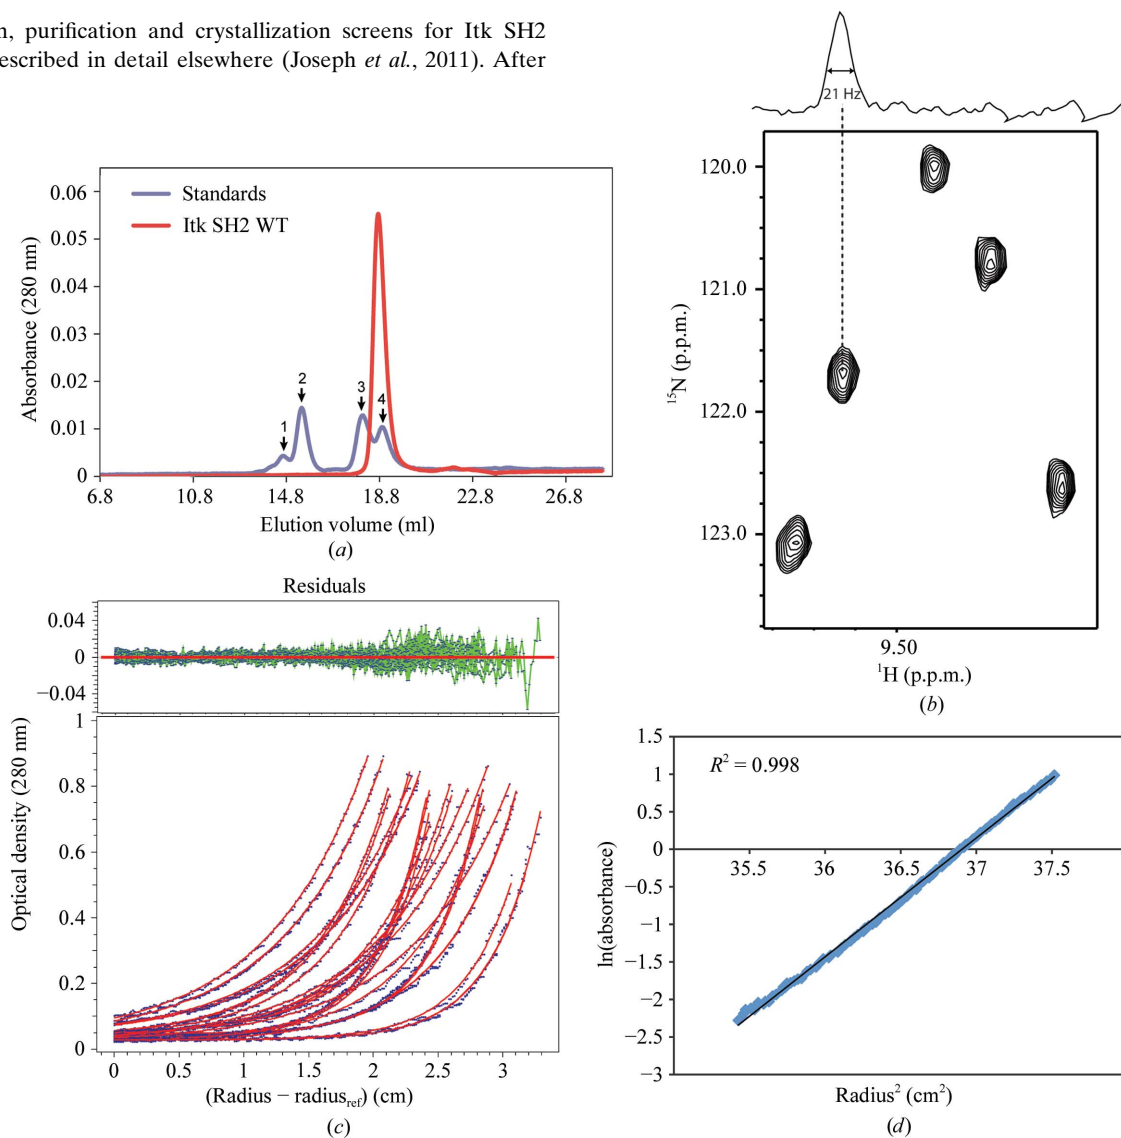 n, purification and crystallization screens for Itk SH2
escribed in detail elsewhere (Joseph et al., 2011). After
Standards
Itk SH2 WT
0.06
0.05
0.04
0.03
0.02
0.01
0
Absorbance (280 nm)
1
2
3
4
6.8 10.8 14.8 18.8 22.8 26.8
Elution volume (ml)
(a)
21 Hz
120.0
121.0
122.0
123.0
¹⁵N (p.p.m.)
9.50
¹H (p.p.m.)
(b)
Residuals
0.04
0
−0.04
1
0.8
0.6
0.4
0.2
0
Optical density (280 nm)
0 0.5 1 1.5 2 2.5 3
(Radius − radius_ref) (cm)
(c)
R² = 0.998
1.5
1
0.5
0
−0.5
−1
−1.5
−2
−2.5
−3
ln(absorbance)
35.5 36 36.5 37 37.5
Radius² (cm²)
(d)